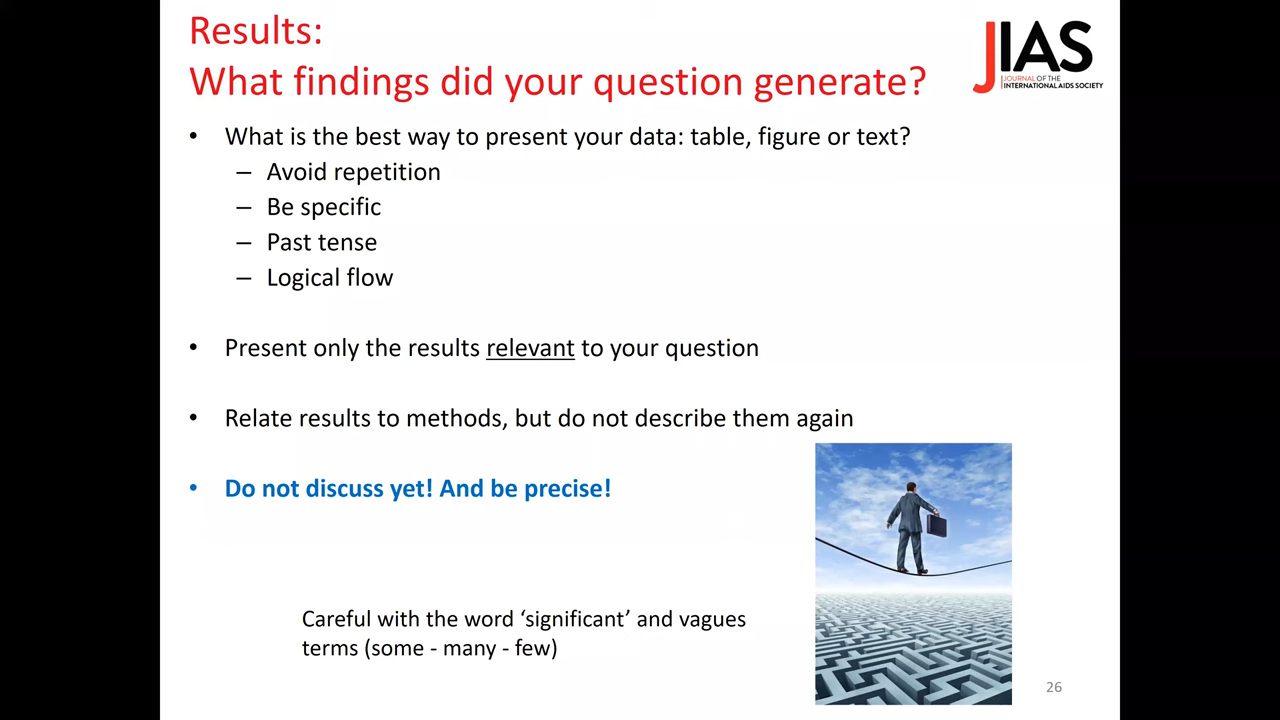 Results:
What findings did your question generate?
JIAS
JOURNAL OF THE
INTERNATIONAL AIDS SOCIETY
• What is the best way to present your data: table, figure or text?
– Avoid repetition
– Be specific
– Past tense
– Logical flow
• Present only the results relevant to your question
• Relate results to methods, but do not describe them again
• Do not discuss yet! And be precise!
Careful with the word ‘significant’ and vagues
terms (some - many - few)
26